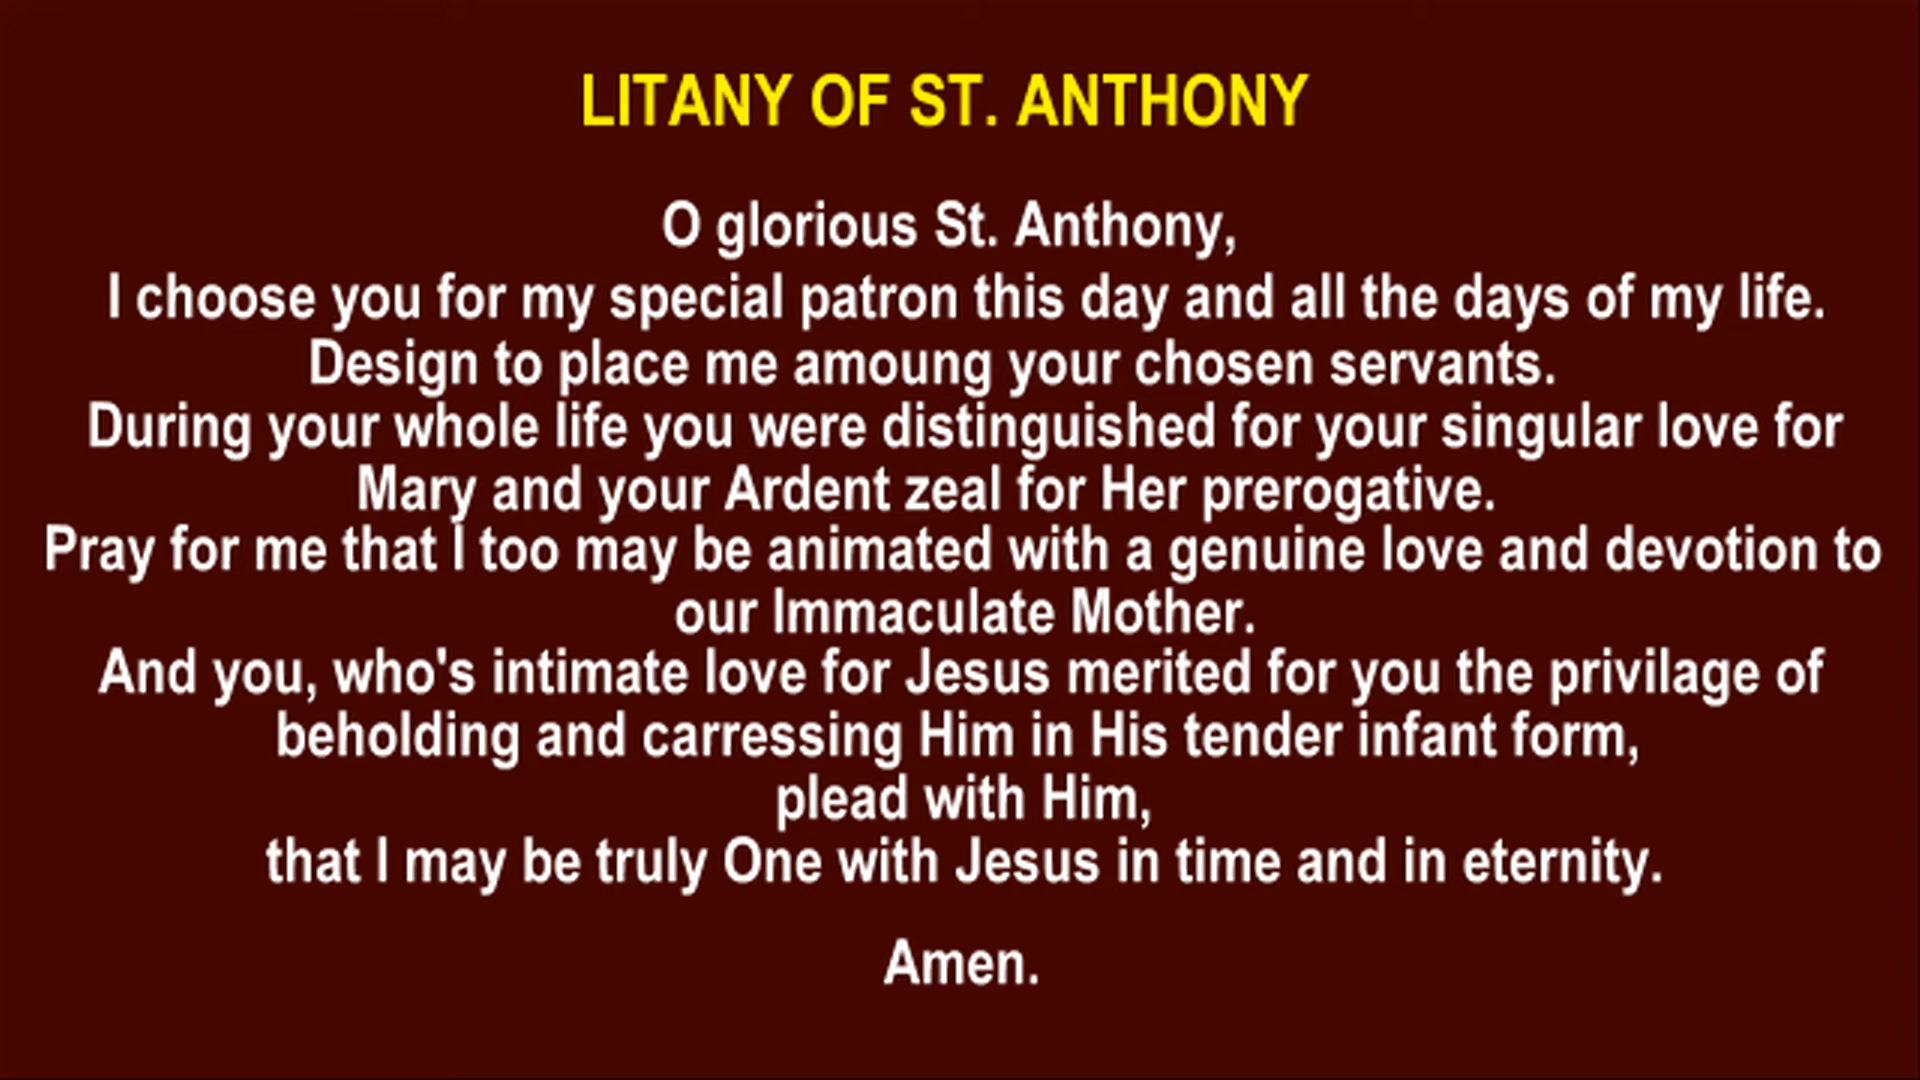 LITANY OF ST. ANTHONY
O glorious St. Anthony,
I choose you for my special patron this day and all the days of my life.
Design to place me amoung your chosen servants.
During your whole life you were distinguished for your singular love for
Mary and your Ardent zeal for Her prerogative.
Pray for me that I too may be animated with a genuine love and devotion to
our Immaculate Mother.
And you, who's intimate love for Jesus merited for you the privilage of
beholding and carressing Him in His tender infant form,
plead with Him,
that I may be truly One with Jesus in time and in eternity.
Amen.